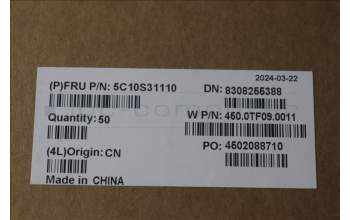 2024-03-22
(P)FRU P/N: 5C10S31110 DN: 8308255388
Quantity: 50 W P/N: 450.0TF09.0011
(4L)Origin: CN PO: 4502088710
Made in CHINA